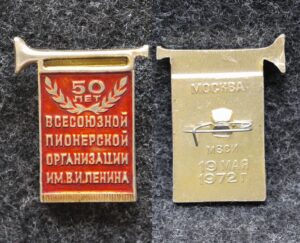 50
ЛЕТ
ВСЕСОЮЗНОЙ
ПИОНЕРСКОЙ
ОРГАНИЗАЦИИ
ИМ.В.И.ЛЕНИНА
МОСКВА
МЗСИ
19 МАЯ
1972 Г